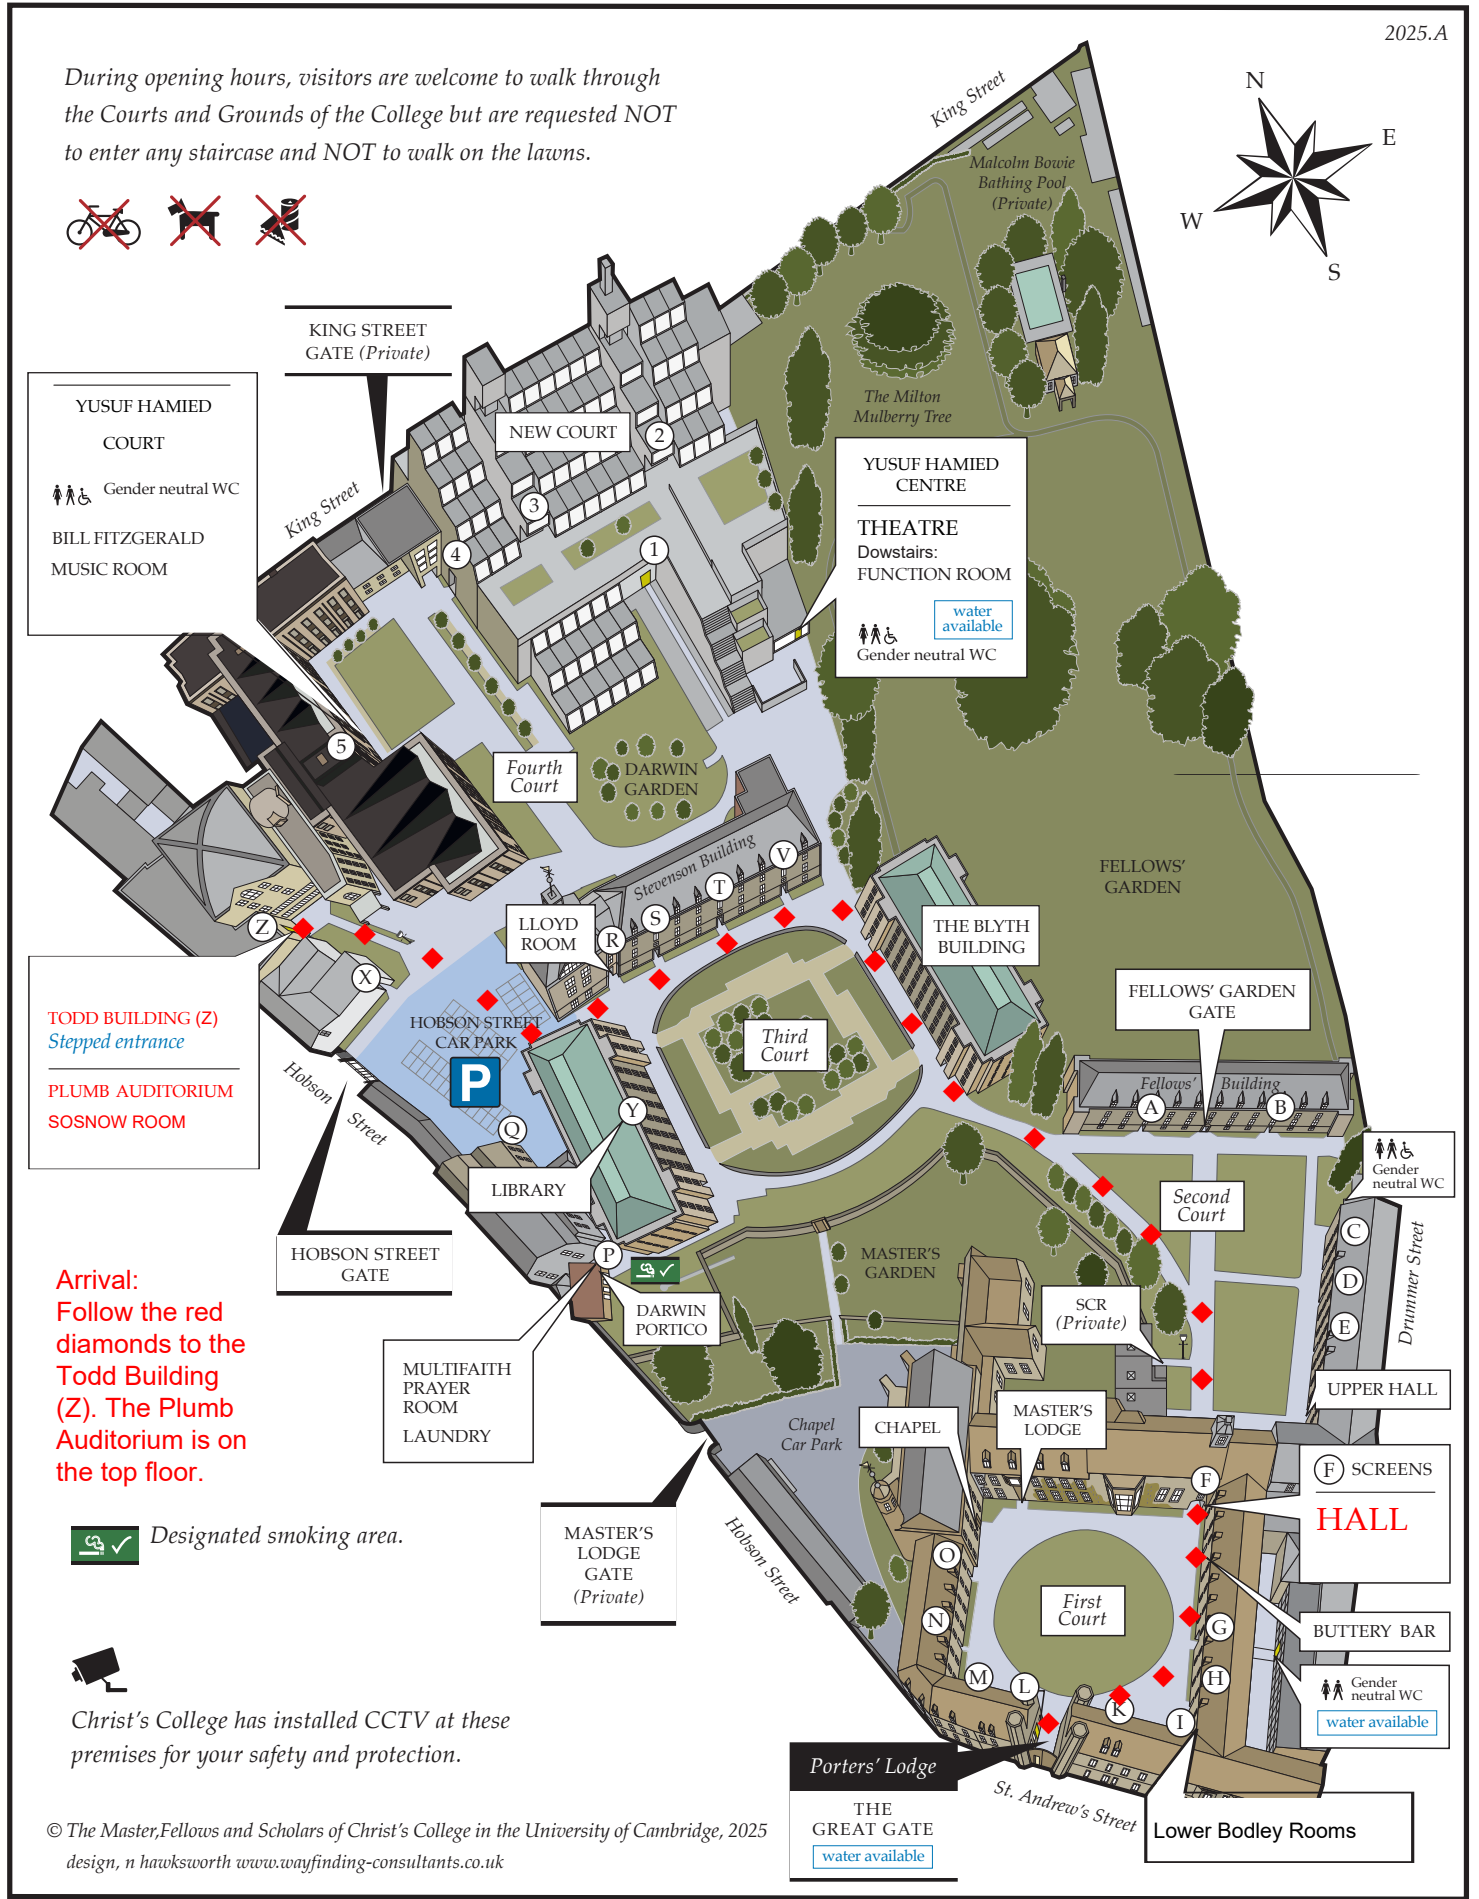 2025.A
During opening hours, visitors are welcome to walk through
the Courts and Grounds of the College but are requested NOT
to enter any staircase and NOT to walk on the lawns.
N
E
W
S
King Street
Malcolm Bowie
Bathing Pool
(Private)
KING STREET
GATE (Private)
The Milton
Mulberry Tree
YUSUF HAMIED
COURT
Gender neutral WC
BILL FITZGERALD
MUSIC ROOM
NEW COURT
2
3
4
1
King Street
YUSUF HAMIED
CENTRE
THEATRE
Dowstairs:
FUNCTION ROOM
water
available
Gender neutral WC
5
Fourth
Court
DARWIN
GARDEN
Stevenson Building
V
T
S
R
LLOYD
ROOM
FELLOWS'
GARDEN
THE BLYTH
BUILDING
Z
X
TODD BUILDING (Z)
Stepped entrance
PLUMB AUDITORIUM
SOSNOW ROOM
HOBSON STREET
CAR PARK
P
Hobson
Street
Third
Court
FELLOWS' GARDEN
GATE
Fellows'
Building
A
B
Y
Q
LIBRARY
Gender
neutral WC
Second
Court
C
D
E
Drummer Street
HOBSON STREET
GATE
P
DARWIN
PORTICO
MASTER'S
GARDEN
SCR
(Private)
Arrival:
Follow the red
diamonds to the
Todd Building
(Z). The Plumb
Auditorium is on
the top floor.
MULTIFAITH
PRAYER
ROOM
LAUNDRY
UPPER HALL
Chapel
Car Park
CHAPEL
MASTER'S
LODGE
F
F SCREENS
HALL
Designated smoking area.
MASTER'S
LODGE
GATE
(Private)
Hobson Street
O
N
M
L
First
Court
G
H
K
I
BUTTERY BAR
Gender
neutral WC
water available
Christ's College has installed CCTV at these
premises for your safety and protection.
Porters' Lodge
THE
GREAT GATE
water available
St. Andrew's Street
Lower Bodley Rooms
© The Master,Fellows and Scholars of Christ's College in the University of Cambridge, 2025
design, n hawksworth www.wayfinding-consultants.co.uk